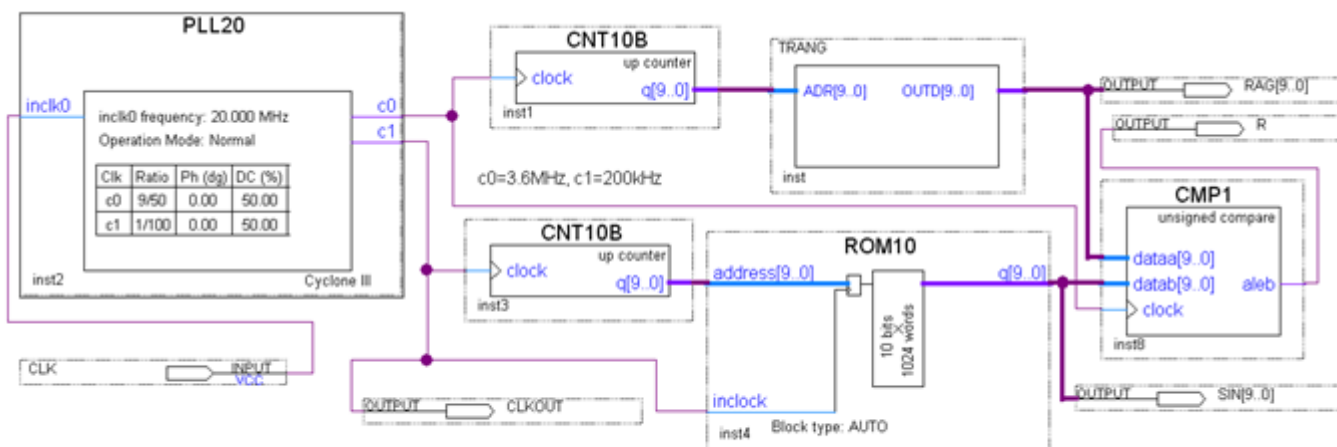 PLL20
inclk0
c0
c1
inclk0 frequency: 20.000 MHz
Operation Mode: Normal
Clk Ratio Ph (dg) DC (%)
c0 9/50 0.00 50.00
c1 1/100 0.00 50.00
inst2
Cyclone III
CLK
INPUT
VCC
CNT10B
up counter
clock
q[9..0]
inst1
TRANG
ADR[9..0]
OUTD[9..0]
inst
OUTPUT
RAG[9..0]
OUTPUT
R
c0=3.6MHz, c1=200kHz
CNT10B
up counter
clock
q[9..0]
inst3
ROM10
address[9..0]
q[9..0]
10 bits
×
1024 words
inclock
Block type: AUTO
inst4
CMP1
unsigned compare
dataa[9..0]
datab[9..0]
aleb
clock
inst8
OUTPUT
CLKOUT
OUTPUT
SIN[9..0]